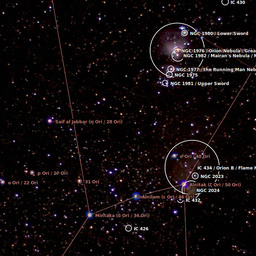 IC 430
NGC 1980 / Lower Sword
NGC 1976 / Orion Nebula / Grea
NGC 1982 / Mairan's Nebula / M
NGC 1977 / The Running Man Neb
NGC 1975
NGC 1981 / Upper Sword
Saif al Jabbar (η Ori / 28 Ori)
IC 434 / Orion B / Flame N
p Ori / 27 Ori
NGC 2023
o Ori / 22 Ori
31 Ori
Alnitak (ζ Ori / 50 Ori)
NGC 2024
Alnilam (ε
IC 432
Mintaka (δ Ori / 34 Ori)
IC 426